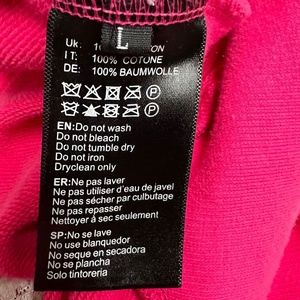 L
Uk: ON
IT: 100% COTONE
DE: 100% BAUMWOLLE
EN:Do not wash
Do not bleach
Do not tumble dry
Do not iron
Dryclean only
ER:Ne pas laver
Ne pas utiliser d'eau de javel
Ne pas sécher par culbutage
Ne pas repasser
Nettoyer à sec seulement
SP:No se lave
No use blanquedor
No seque en secadora
No se plancha
Solo tintoreria